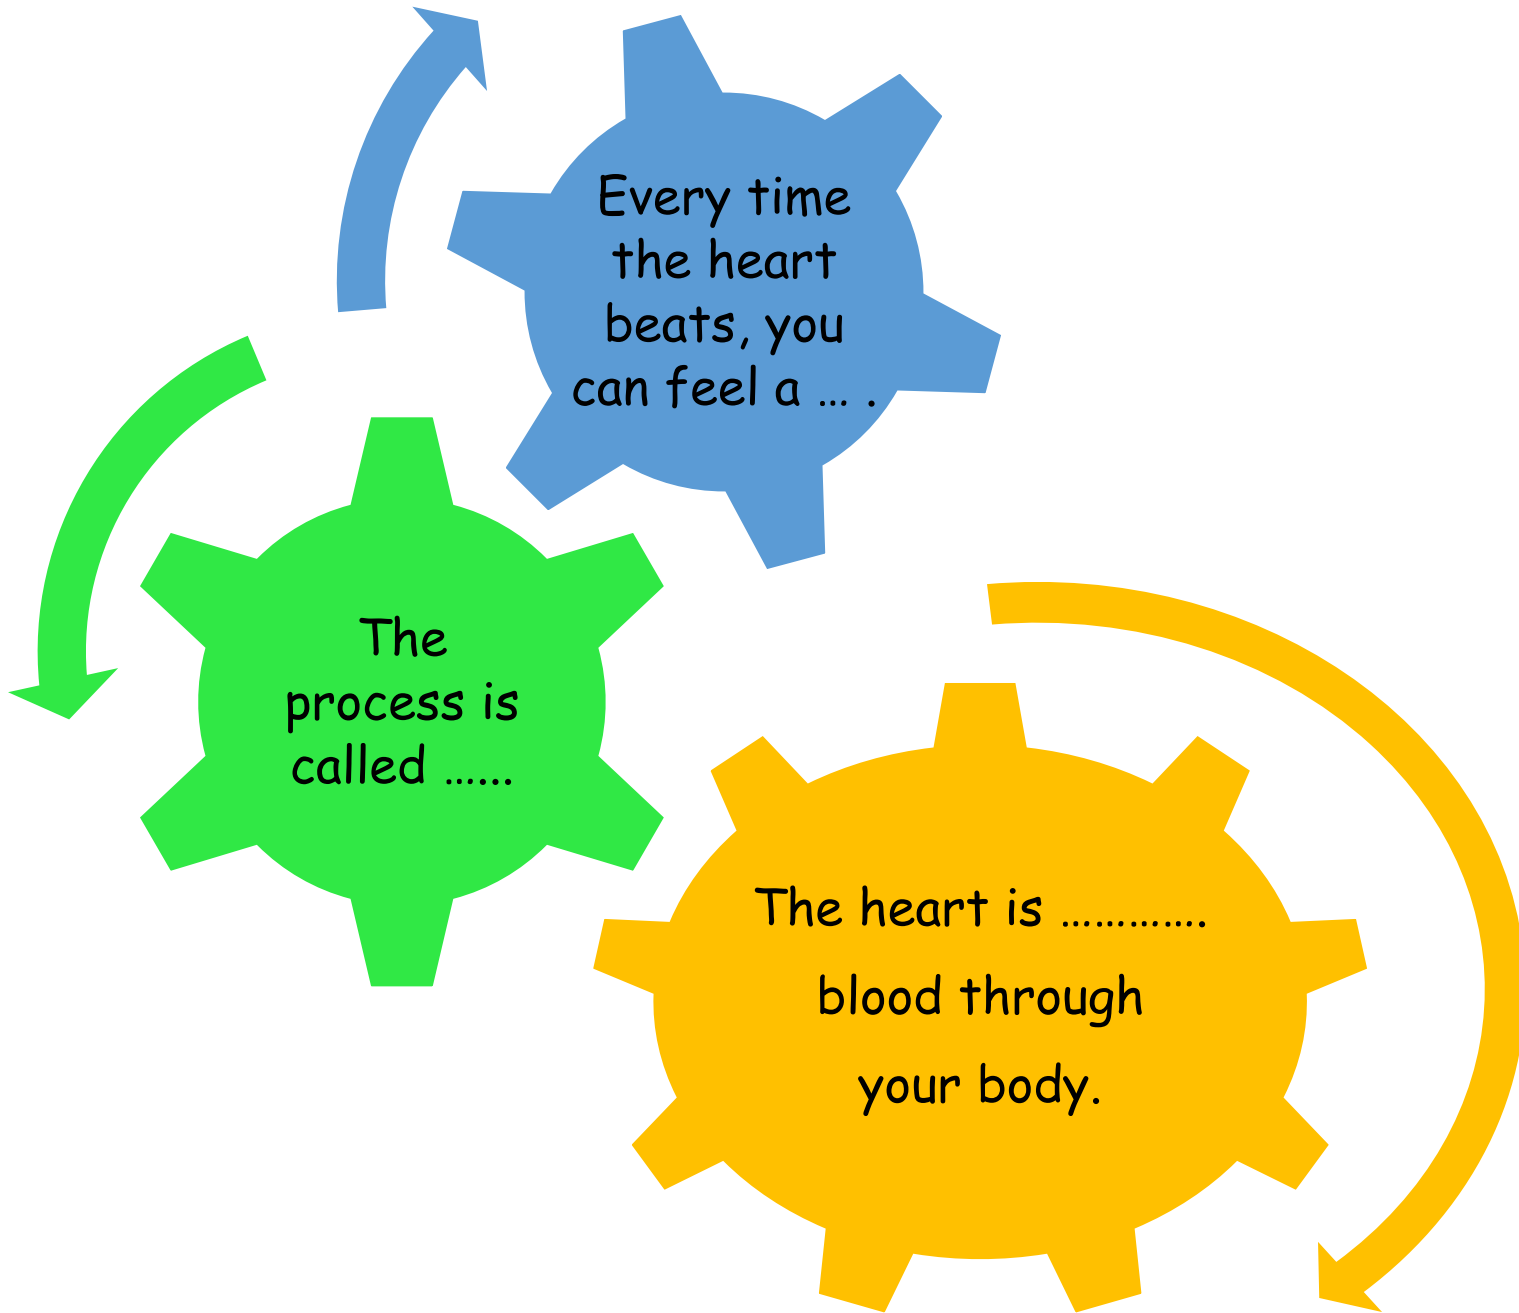 Every time
the heart
beats, you
can feel a ... .
The
process is
called ......
The heart is .............
blood through
your body.